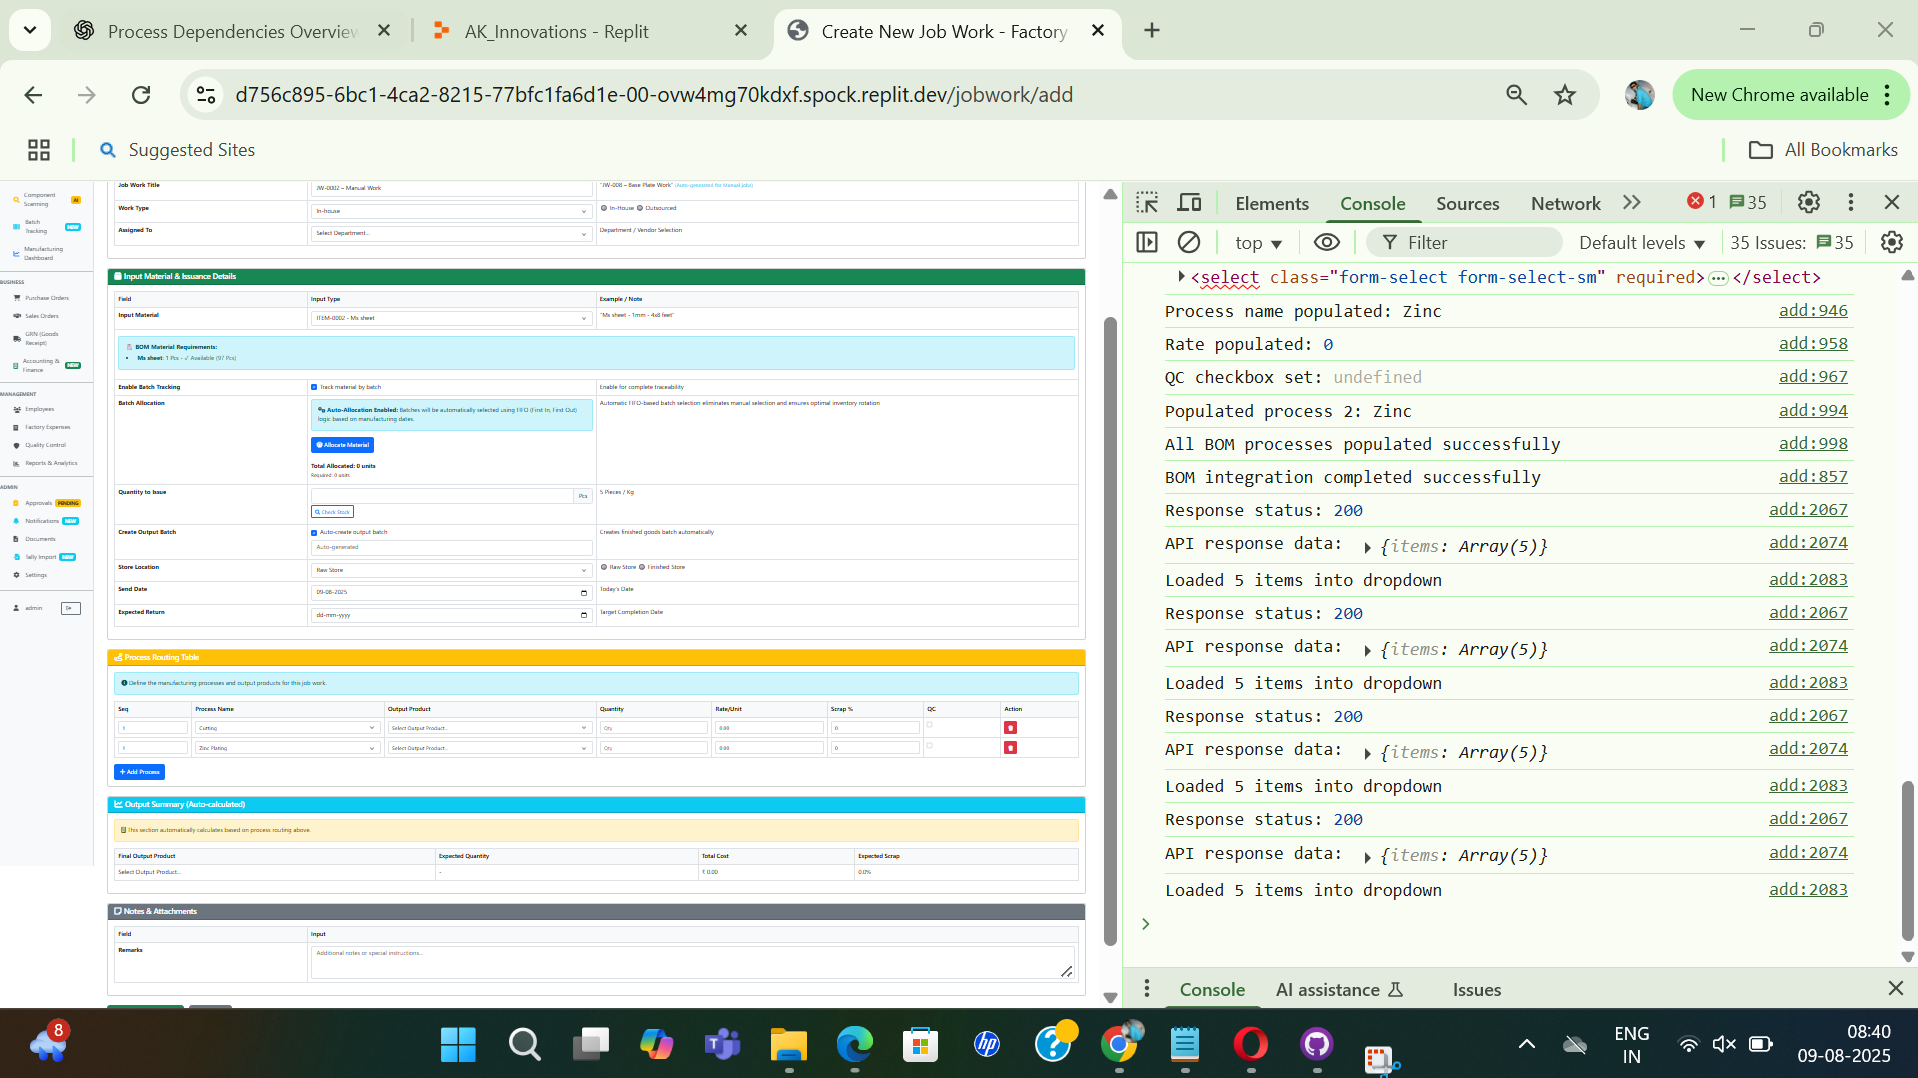 Process Dependencies Overview
AK_Innovations - Replit
Create New Job Work - Factory
d756c895-6bc1-4ca2-8215-77bfc1fa6d1e-00-ovw4mg70kdxf.spock.replit.dev/jobwork/add
New Chrome available
Suggested Sites
All Bookmarks
Component Scanning AI
Batch Tracking NEW
Manufacturing Dashboard
BUSINESS
Purchase Orders
Sales Orders
GRN (Goods Receipt)
Accounting & Finance NEW
MANAGEMENT
Employees
Factory Expenses
Quality Control
Reports & Analytics
ADMIN
Approvals PENDING
Notifications NEW
Documents
Tally Import NEW
Settings
admin
Job Work Title JW-0002 – Manual Work "JW-008 – Base Plate Work" (Auto-generated for Manual jobs)
Work Type In-house In-House Outsourced
Assigned To Select Department... Department / Vendor Selection
Input Material & Issuance Details
Field Input Type Example / Note
Input Material ITEM-0002 - Ms sheet "Ms sheet - 1mm - 4x8 feet"
BOM Material Requirements:
• Ms sheet: 1 Pcs - ✓ Available (97 Pcs)
Enable Batch Tracking Track material by batch Enable for complete traceability
Batch Allocation Auto-Allocation Enabled: Batches will be automatically selected using FIFO (First In, First Out) logic based on manufacturing dates. Automatic FIFO-based batch selection eliminates manual selection and ensures optimal inventory rotation
Allocate Material
Total Allocated: 0 units
Required: 0 units
Quantity to Issue Pcs 5 Pieces / Kg
Check Stock
Create Output Batch Auto-create output batch Creates finished goods batch automatically
Auto-generated
Store Location Raw Store Raw Store Finished Store
Send Date 09-08-2025 Today's Date
Expected Return dd-mm-yyyy Target Completion Date
Process Routing Table
Define the manufacturing processes and output products for this job work.
Seq Process Name Output Product Quantity Rate/Unit Scrap % QC Action
1 Cutting Select Output Product... Qty 0.00 0
1 Zinc Plating Select Output Product... Qty 0.00 0
+ Add Process
Output Summary (Auto-calculated)
This section automatically calculates based on process routing above.
Final Output Product Expected Quantity Total Cost Expected Scrap
Select Output Product... - ₹ 0.00 0.0%
Notes & Attachments
Field Input
Remarks Additional notes or special instructions...
Elements Console Sources Network 1 35
top Filter Default levels 35 Issues: 35
<select class="form-select form-select-sm" required>…</select>
Process name populated: Zinc add:946
Rate populated: 0 add:958
QC checkbox set: undefined add:967
Populated process 2: Zinc add:994
All BOM processes populated successfully add:998
BOM integration completed successfully add:857
Response status: 200 add:2067
API response data: {items: Array(5)} add:2074
Loaded 5 items into dropdown add:2083
Response status: 200 add:2067
API response data: {items: Array(5)} add:2074
Loaded 5 items into dropdown add:2083
Response status: 200 add:2067
API response data: {items: Array(5)} add:2074
Loaded 5 items into dropdown add:2083
Response status: 200 add:2067
API response data: {items: Array(5)} add:2074
Loaded 5 items into dropdown add:2083
Console AI assistance Issues
8
ENG
IN
08:40
09-08-2025